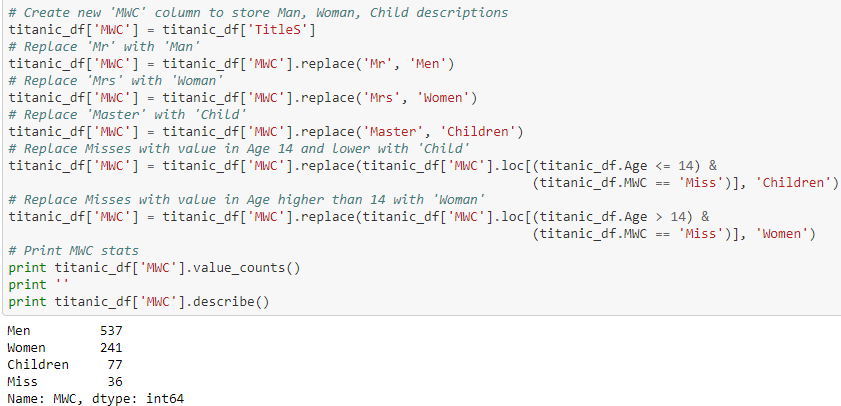 # Create new 'MWC' column to store Man, Woman, Child descriptions
titanic_df['MWC'] = titanic_df['TitleS']
# Replace 'Mr' with 'Man'
titanic_df['MWC'] = titanic_df['MWC'].replace('Mr', 'Men')
# Replace 'Mrs' with 'Woman'
titanic_df['MWC'] = titanic_df['MWC'].replace('Mrs', 'Women')
# Replace 'Master' with 'Child'
titanic_df['MWC'] = titanic_df['MWC'].replace('Master', 'Children')
# Replace Misses with value in Age 14 and lower with 'Child'
titanic_df['MWC'] = titanic_df['MWC'].replace(titanic_df['MWC'].loc[(titanic_df.Age <= 14) &
(titanic_df.MWC == 'Miss')], 'Children')
# Replace Misses with value in Age higher than 14 with 'Woman'
titanic_df['MWC'] = titanic_df['MWC'].replace(titanic_df['MWC'].loc[(titanic_df.Age > 14) &
(titanic_df.MWC == 'Miss')], 'Women')
# Print MWC stats
print titanic_df['MWC'].value_counts()
print ''
print titanic_df['MWC'].describe()
Men 537
Women 241
Children 77
Miss 36
Name: MWC, dtype: int64